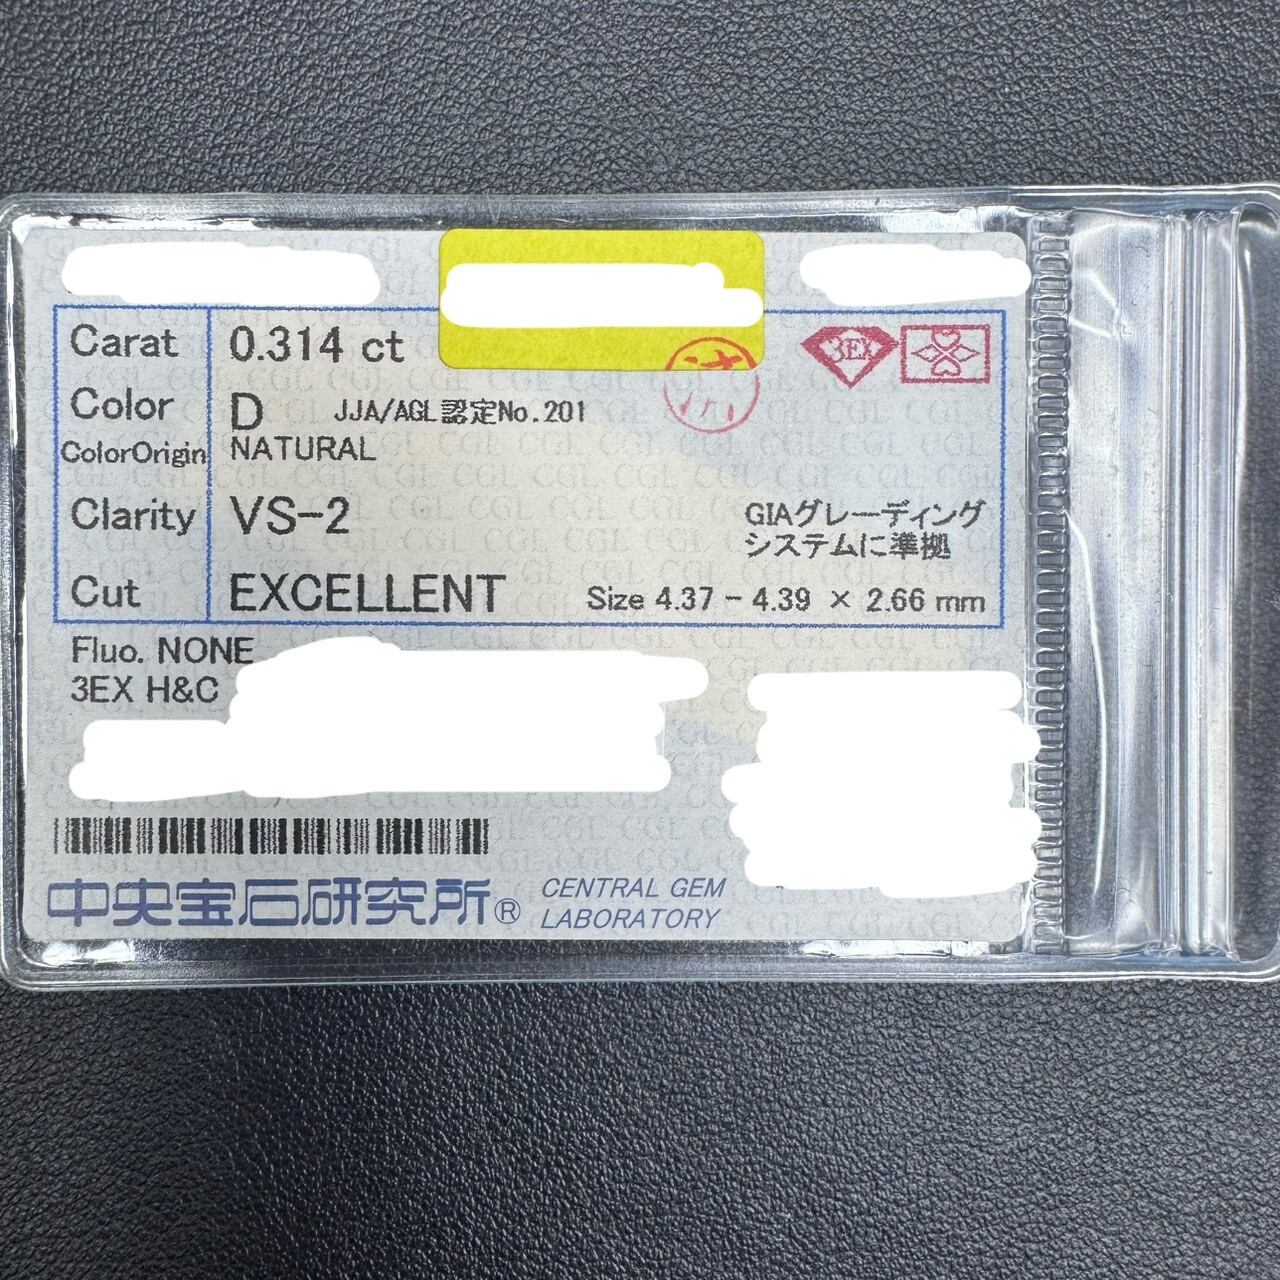 Carat 0.314 ct
3EX
Color D JJA/AGL認定No.201
ColorOrigin NATURAL
Clarity VS-2
GIAグレーディング
システムに準拠
Cut EXCELLENT Size 4.37 - 4.39 × 2.66 mm
Fluo. NONE
3EX H&C
中央宝石研究所® CENTRAL GEM
LABORATORY